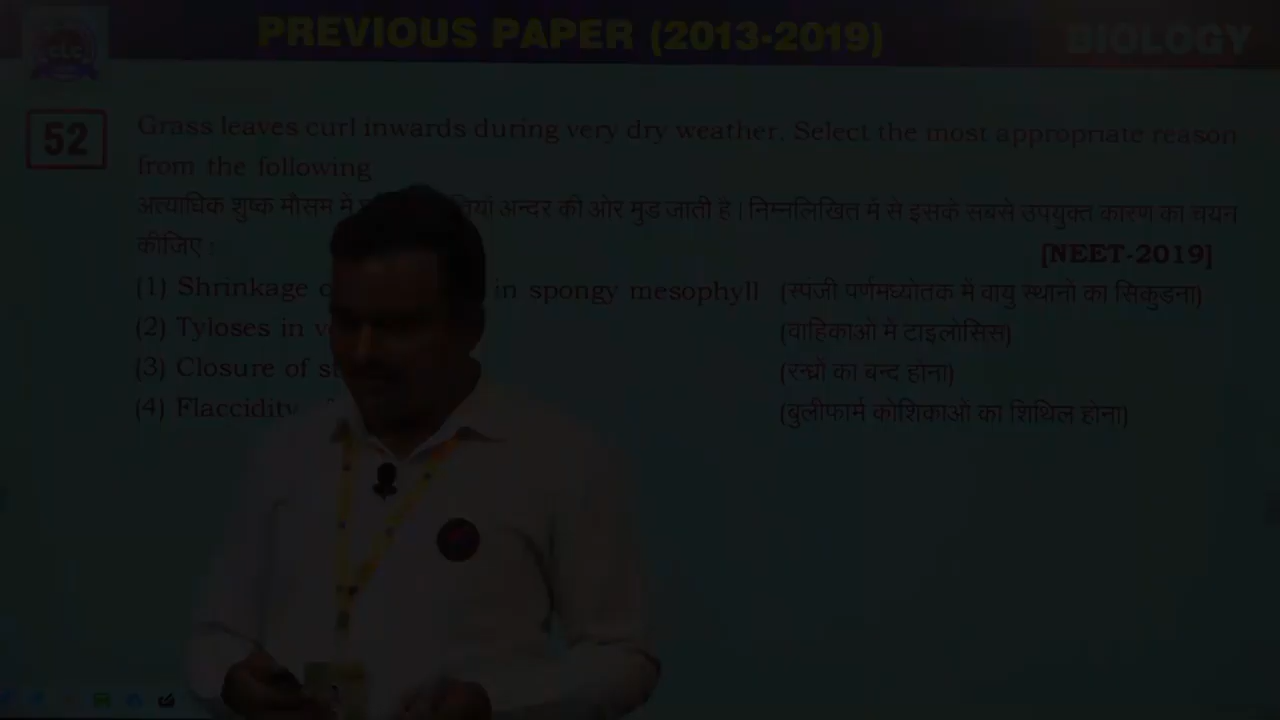 CLC
PREVIOUS PAPER (2013-2019)
BIOLOGY
52
Grass leaves curl inwards during very dry weather. Select the most appropriate reason
from the following
अत्याधिक शुष्क मौसम में अन्दर की ओर मुड जाती है। निम्नलिखित में से इसके सबसे उपयुक्त कारण का चयन
कीजिए।
[NEET-2019]
(1) Shrinkage in spongy mesophyll (स्पंजी पर्णमध्योतक में वायु स्थानों का सिकुड़ना)
(2) Tyloses in (वाहिकाओं में टाइलोसिस)
(3) Closure of (रन्ध्रों का बन्द होना)
(4) Flaccidity (बुलीफार्म कोशिकाओं का शिथिल होना)